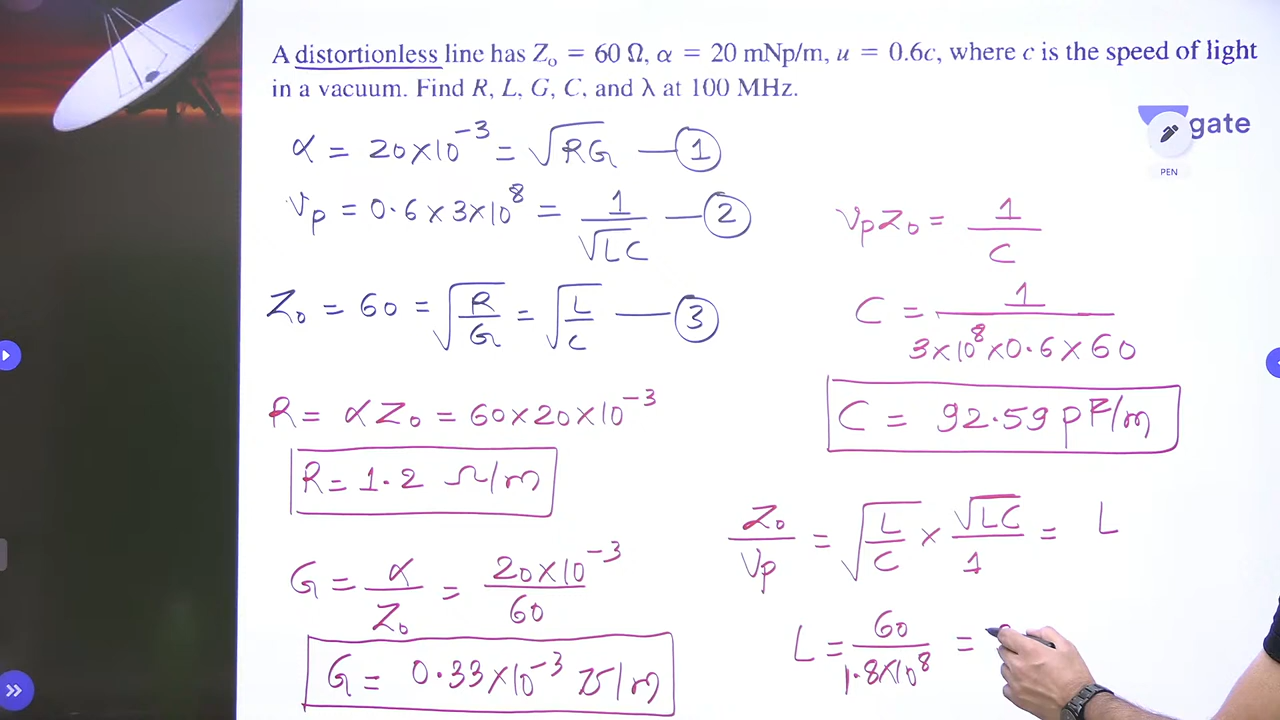 A distortionless line has Zₒ = 60 Ω, α = 20 mNp/m, u = 0.6c, where c is the speed of light
in a vacuum. Find R, L, G, C, and λ at 100 MHz.
gate
PEN
α = 20×10⁻³ = √RG — ①
Vp = 0.6×3×10⁸ = 1/√LC — ②
Z₀ = 60 = √(R/G) = √(L/C) — ③
R = αZ₀ = 60×20×10⁻³
R = 1.2 Ω/m
G = α/Z₀ = 20×10⁻³/60
G = 0.33×10⁻³ ℧/m
VpZ₀ = 1/C
C = 1/3×10⁸×0.6×60
C = 92.59 pF/m
Z₀/Vp = √(L/C) × √LC/1 = L
L = 60/1.8×10⁸ =